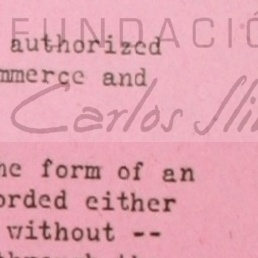 FUNDACIÓ
authorized
mmerce and
Carlos Sli
he form of an
orded either
without --